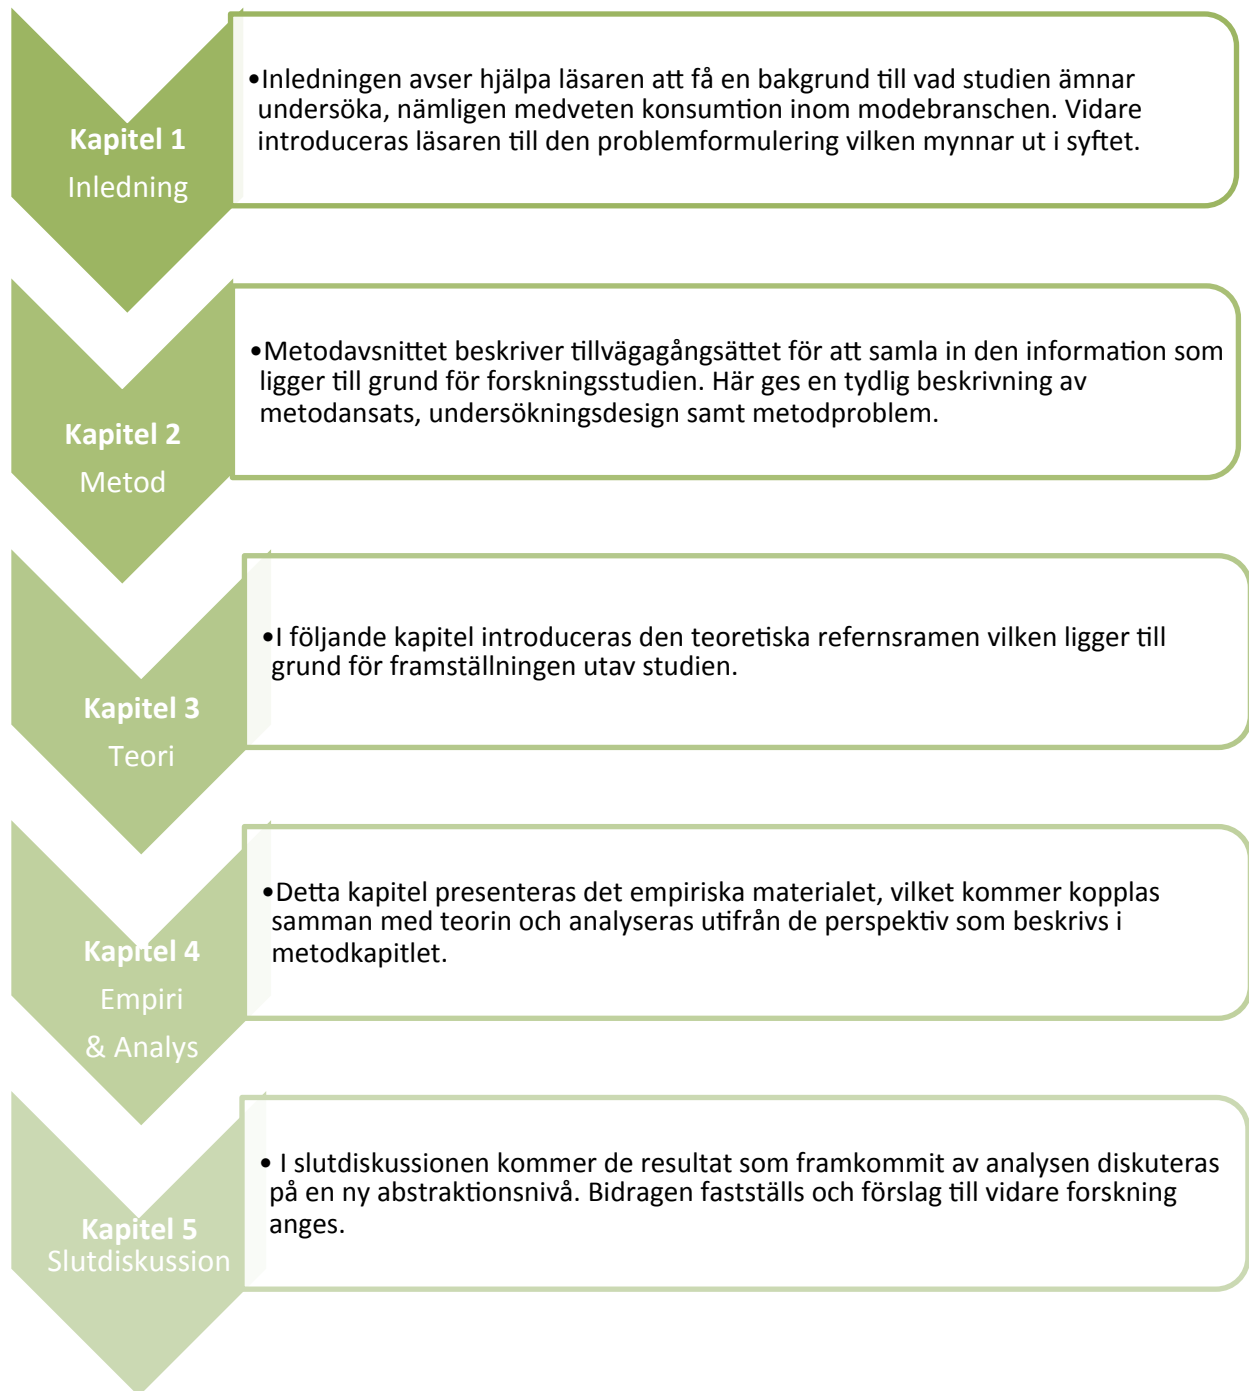 Kapitel 1
Inledning
•Inledningen avser hjälpa läsaren att få en bakgrund till vad studien ämnar
undersöka, nämligen medveten konsumtion inom modebranschen. Vidare
introduceras läsaren till den problemformulering vilken mynnar ut i syftet.
Kapitel 2
Metod
•Metodavsnittet beskriver tillvägagångsättet för att samla in den information som
ligger till grund för forskningsstudien. Här ges en tydlig beskrivning av
metodansats, undersökningsdesign samt metodproblem.
Kapitel 3
Teori
•I följande kapitel introduceras den teoretiska refernsramen vilken ligger till
grund för framställningen utav studien.
Kapitel 4
Empiri
& Analys
•Detta kapitel presenteras det empiriska materialet, vilket kommer kopplas
samman med teorin och analyseras utifrån de perspektiv som beskrivs i
metodkapitlet.
Kapitel 5
Slutdiskussion
• I slutdiskussionen kommer de resultat som framkommit av analysen diskuteras
på en ny abstraktionsnivå. Bidragen fastställs och förslag till vidare forskning
anges.